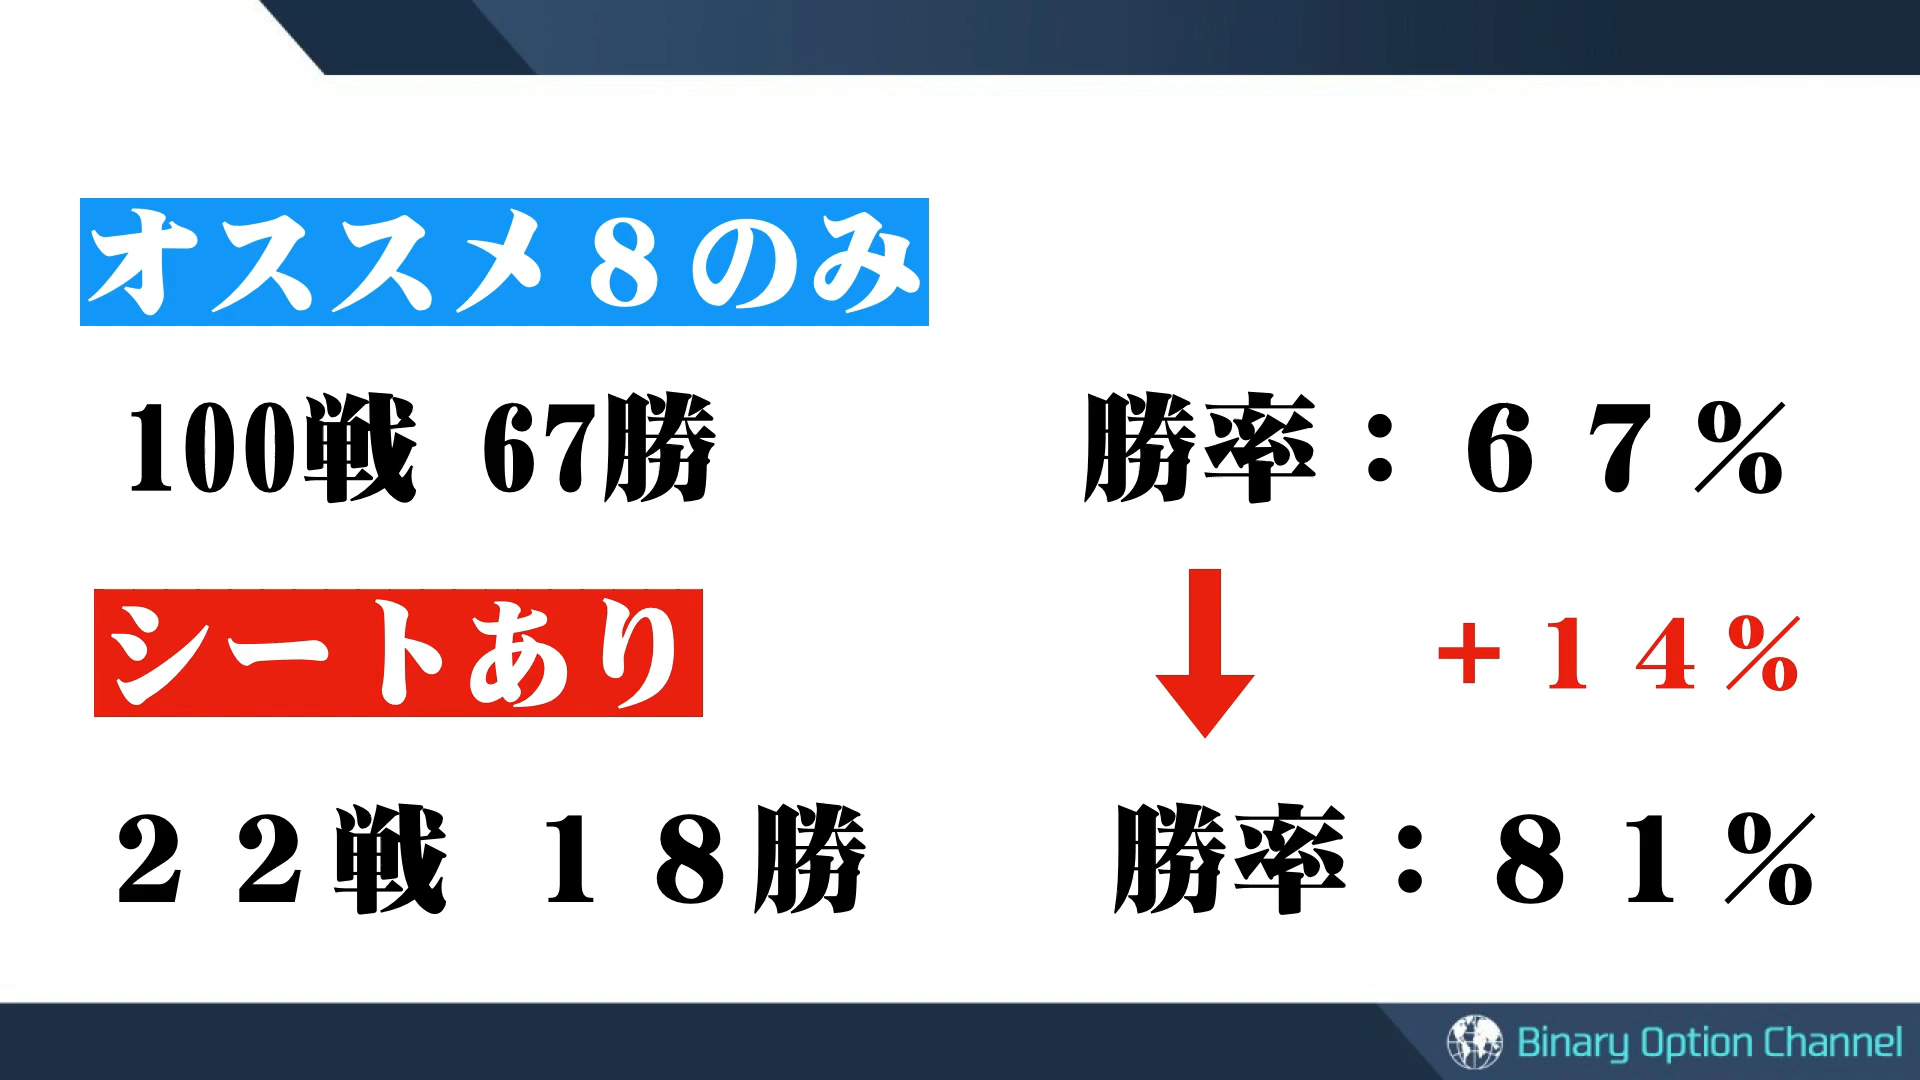 オススメ８のみ
100戦 67勝 勝率：６７％
シートあり
＋１４％
２２戦 １８勝 勝率：８１％
Binary Option Channel